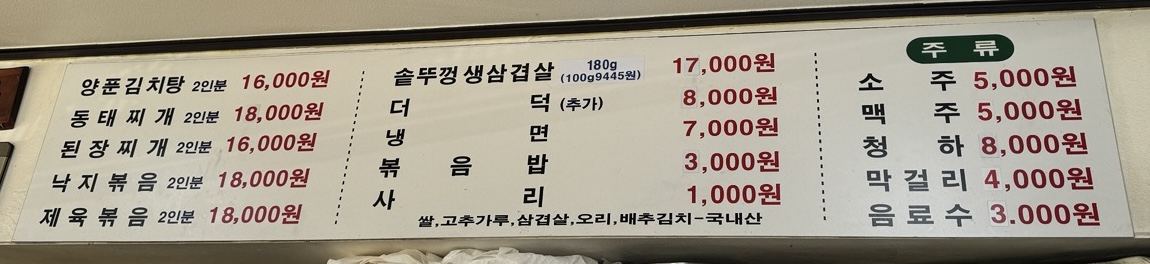 양푼김치탕 2인분 16,000원
동태찌개 2인분 18,000원
된장찌개 2인분 16,000원
낙지볶음 2인분 18,000원
제육볶음 2인분 18,000원
솥뚜껑생삼겹살 180g (100g9445원) 17,000원
더덕 (추가) 8,000원
냉면 7,000원
볶음밥 3,000원
사리 1,000원
쌀,고추가루,삼겹살,오리,배추김치-국내산
주류
소주 5,000원
맥주 5,000원
청하 8,000원
막걸리 4,000원
음료수 3.000원